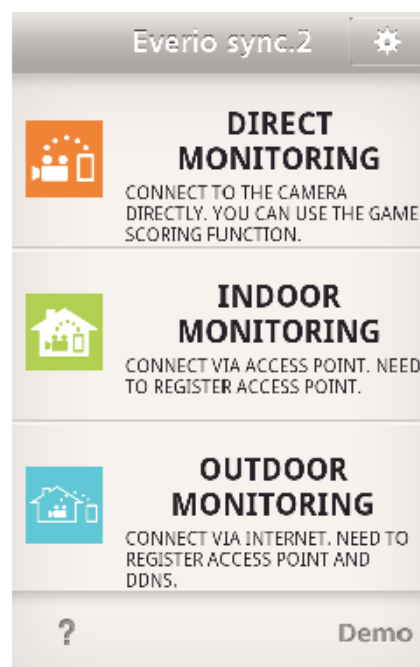 Everio sync.2
DIRECT
MONITORING
CONNECT TO THE CAMERA
DIRECTLY. YOU CAN USE THE GAME
SCORING FUNCTION.
INDOOR
MONITORING
CONNECT VIA ACCESS POINT. NEED
TO REGISTER ACCESS POINT.
OUTDOOR
MONITORING
CONNECT VIA INTERNET. NEED TO
REGISTER ACCESS POINT AND
DDNS.
? Demo